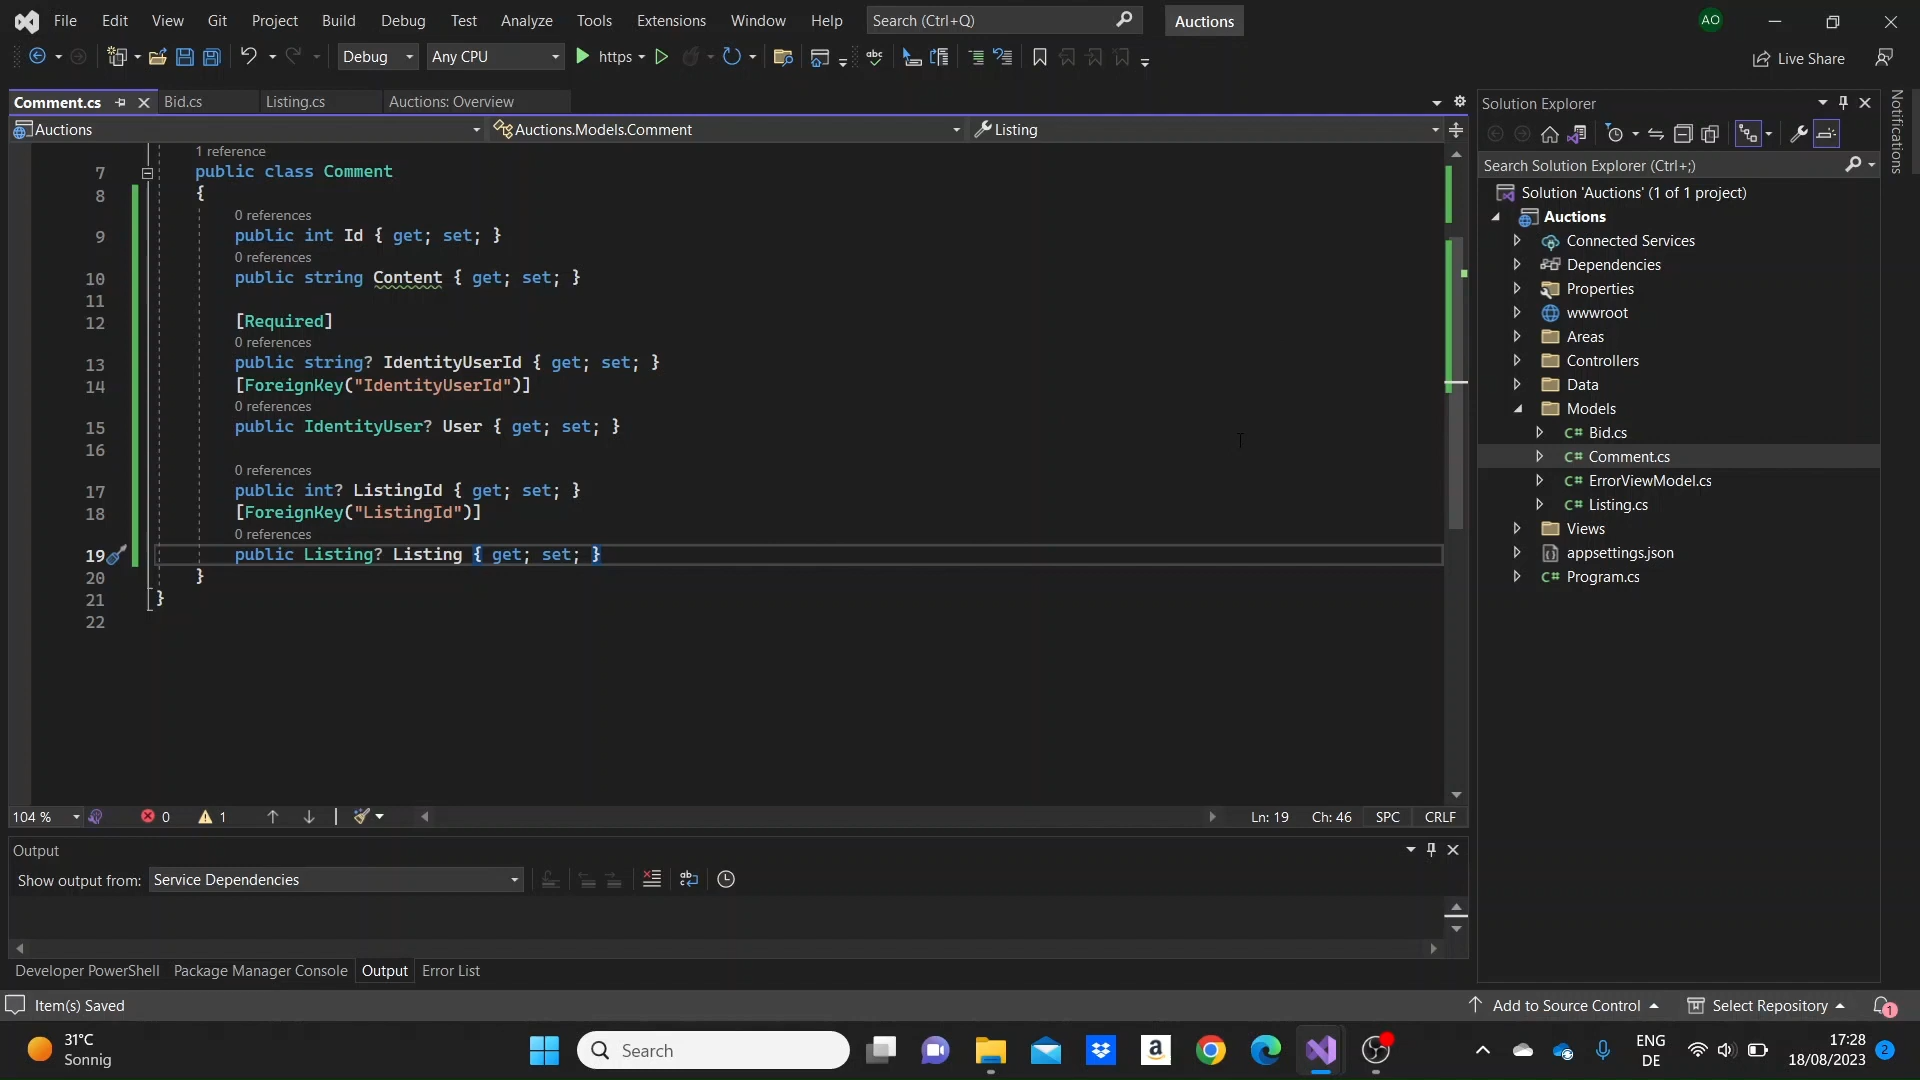 File Edit View Git Project Build Debug Test Analyze Tools Extensions Window Help Search (Ctrl+Q) Auctions AO
Debug Any CPU https Live Share
Comment.cs Bid.cs Listing.cs Auctions: Overview
Auctions Auctions.Models.Comment Listing
1 reference
7 public class Comment
8 {
0 references
9 public int Id { get; set; }
0 references
10 public string Content { get; set; }
11
12 [Required]
0 references
13 public string? IdentityUserId { get; set; }
14 [ForeignKey("IdentityUserId")]
0 references
15 public IdentityUser? User { get; set; }
16
0 references
17 public int? ListingId { get; set; }
18 [ForeignKey("ListingId")]
0 references
19 public Listing? Listing { get; set; }
20 }
21 }
22
104 % 0 1 Ln: 19 Ch: 46 SPC CRLF
Output
Show output from: Service Dependencies
Developer PowerShell Package Manager Console Output Error List
Solution Explorer
Search Solution Explorer (Ctrl+;)
Solution 'Auctions' (1 of 1 project)
Auctions
Connected Services
Dependencies
Properties
wwwroot
Areas
Controllers
Data
Models
C# Bid.cs
C# Comment.cs
C# ErrorViewModel.cs
C# Listing.cs
Views
appsettings.json
C# Program.cs
Notifications
Item(s) Saved Add to Source Control Select Repository 1
31°C
Sonnig
Search
ENG
DE
17:28
18/08/2023
2